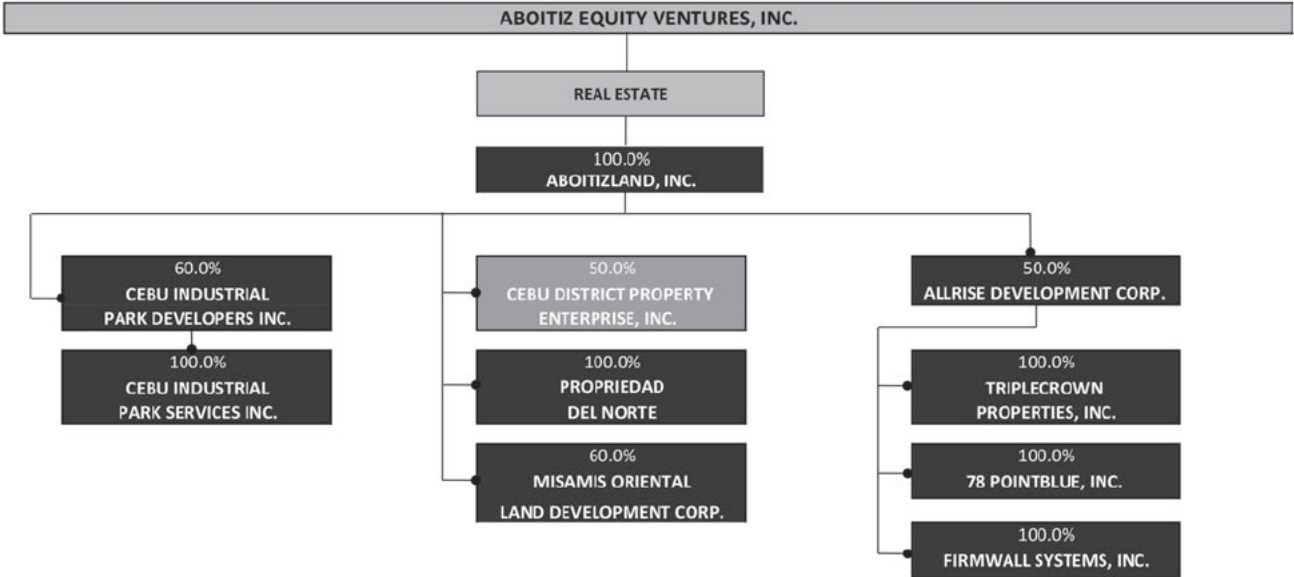 ABOITIZ EQUITY VENTURES, INC.
REAL ESTATE
100.0%
ABOITIZLAND, INC.
60.0%
CEBU INDUSTRIAL
PARK DEVELOPERS INC.
100.0%
CEBU INDUSTRIAL
PARK SERVICES INC.
50.0%
CEBU DISTRICT PROPERTY
ENTERPRISE, INC.
100.0%
PROPRIEDAD
DEL NORTE
60.0%
MISAMIS ORIENTAL
LAND DEVELOPMENT CORP.
50.0%
ALLRISE DEVELOPMENT CORP.
100.0%
TRIPLECROWN
PROPERTIES, INC.
100.0%
78 POINTBLUE, INC.
100.0%
FIRMWALL SYSTEMS, INC.